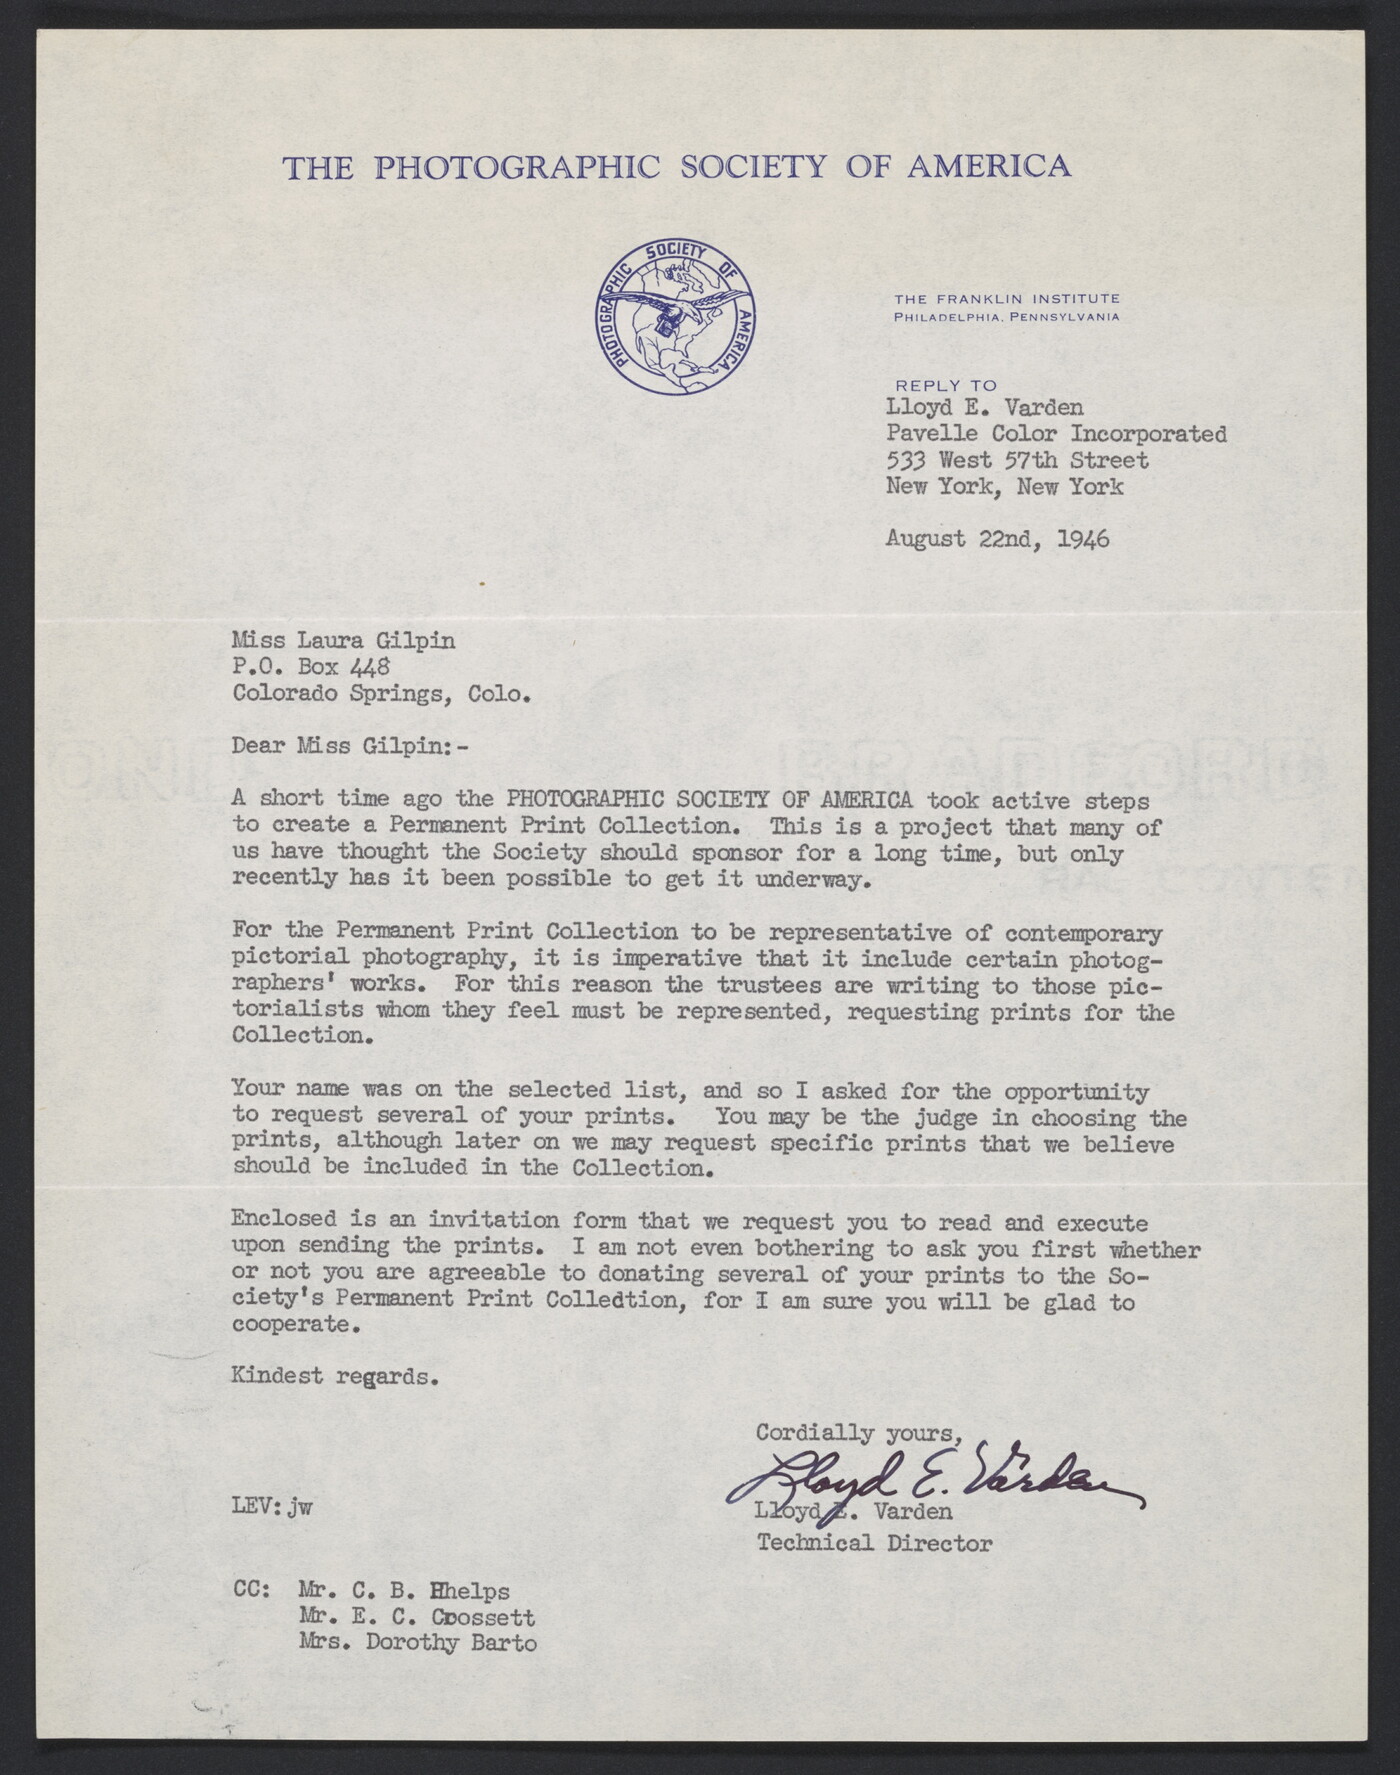 THE PHOTOGRAPHIC SOCIETY OF AMERICA
PHOTOGRAPHIC SOCIETY OF AMERICA
THE FRANKLIN INSTITUTE
PHILADELPHIA, PENNSYLVANIA
REPLY TO
Lloyd E. Varden
Pavelle Color Incorporated
533 West 57th Street
New York, New York
August 22nd, 1946
Miss Laura Gilpin
P.O. Box 448
Colorado Springs, Colo.
Dear Miss Gilpin:-
A short time ago the PHOTOGRAPHIC SOCIETY OF AMERICA took active steps
to create a Permanent Print Collection.  This is a project that many of
us have thought the Society should sponsor for a long time, but only
recently has it been possible to get it underway.
For the Permanent Print Collection to be representative of contemporary
pictorial photography, it is imperative that it include certain photog-
raphers' works.  For this reason the trustees are writing to those pic-
torialists whom they feel must be represented, requesting prints for the
Collection.
Your name was on the selected list, and so I asked for the opportunity
to request several of your prints.   You may be the judge in choosing the
prints, although later on we may request specific prints that we believe
should be included in the Collection.
Enclosed is an invitation form that we request you to read and execute
upon sending the prints.  I am not even bothering to ask you first whether
or not you are agreeable to donating several of your prints to the So-
ciety's Permanent Print Colledtion, for I am sure you will be glad to
cooperate.
Kindest regards.
Cordially yours,
Lloyd E. Varden
LEV:jw
Lloyd E. Varden
Technical Director
CC: Mr. C. B. Phelps
Mr. E. C. Crossett
Mrs. Dorothy Barto